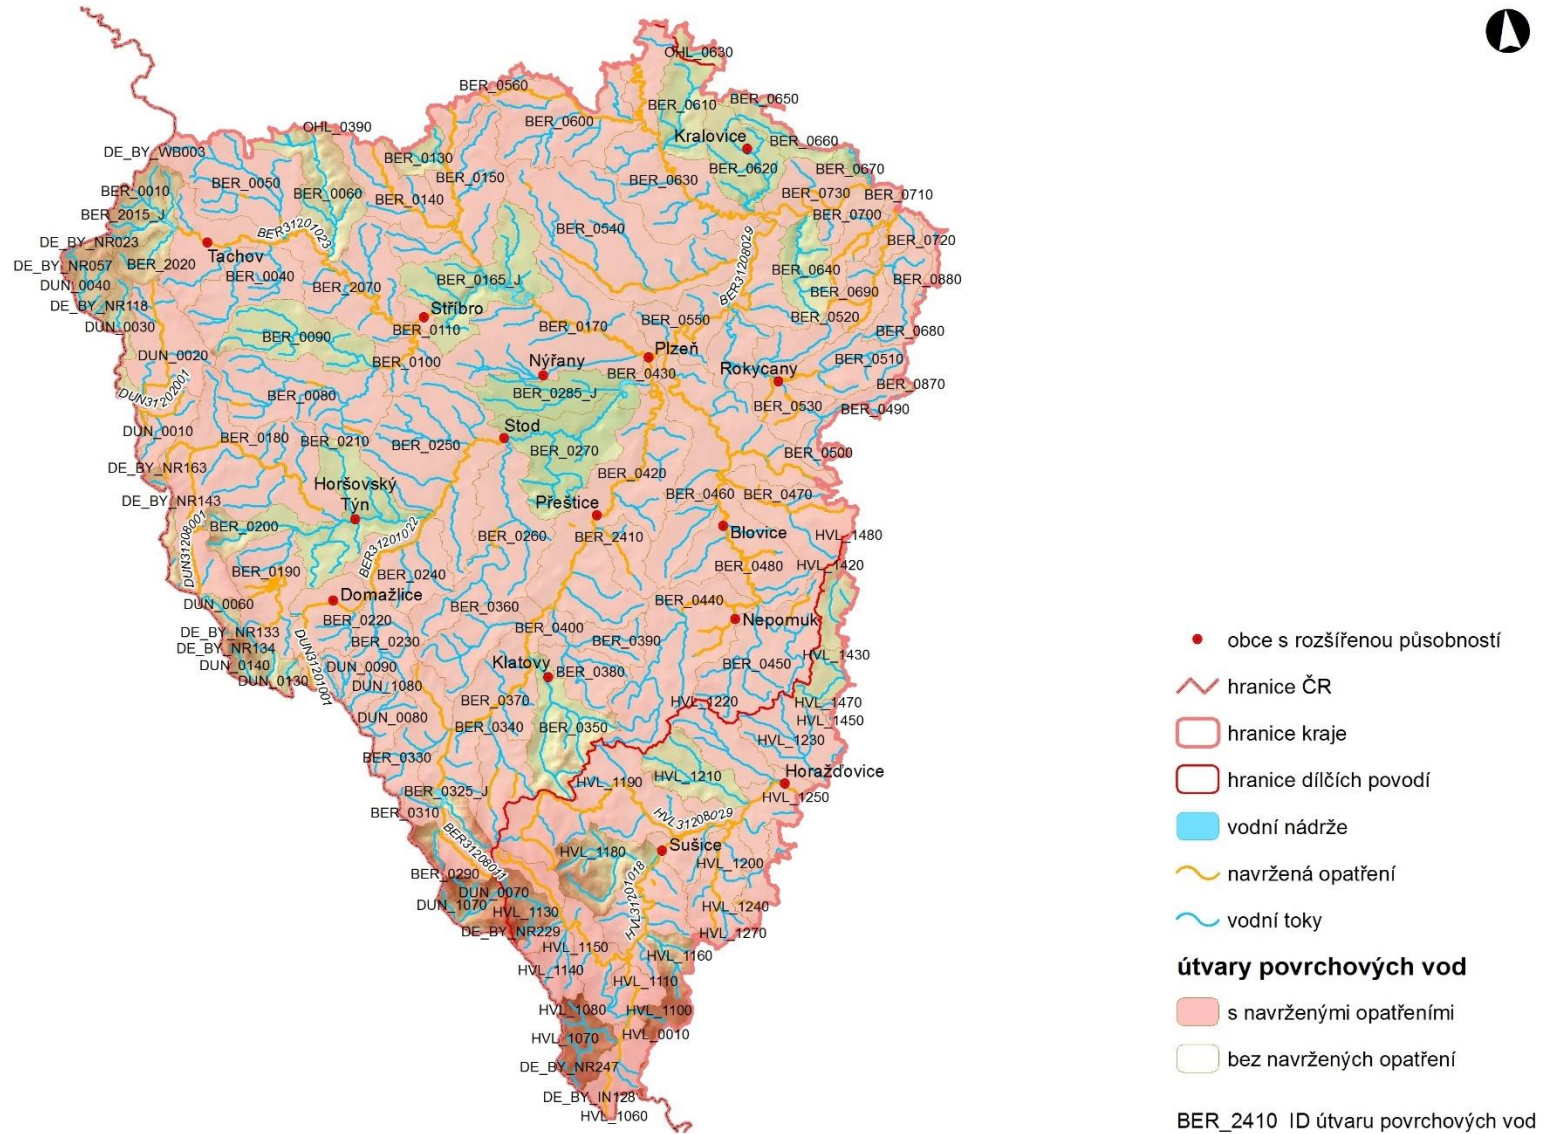 OHL_0630
BER_0560
BER_0650
BER_0610
BER_0600
OHL_0390
Kralovice
BER_0660
DE_BY_WB003
BER_0130
BER_0620
BER_0670
BER_0150
BER_0050
BER_0630
BER_0010
BER_0060
BER_0140
BER_0730
BER_0710
BER_2015_J
BER_0700
BER31201023
BER_0540
DE_BY_NR023
BER_0720
Tachov
DE_BY_NR057
BER_2020
BER31208029
BER_0640
BER_0040
BER_0165_J
BER_0880
DUN_0040
BER_2070
BER_0690
DE_BY_NR118
Stříbro
BER_0520
DUN_0030
BER_0110
BER_0170
BER_0550
BER_0680
BER_0090
Plzeň
DUN_0020
BER_0100
Nýřany
BER_0510
BER_0430
Rokycany
DUN31202001
BER_0080
BER_0285_J
BER_0870
BER_0530
BER_0490
DUN_0010
Stod
BER_0180
BER_0210
BER_0250
BER_0270
BER_0500
DE_BY_NR163
BER_0420
Horšovský
Týn
BER_0460
BER_0470
DE_BY_NR143
Přeštice
BER_0200
BER_0260
BER_2410
Blovice
HVL_1480
DUN31208001
BER31201022
BER_0190
BER_0240
BER_0480
HVL_1420
Domažlice
DUN_0060
BER_0220
BER_0360
BER_0440
Nepomuk
DE_BY_NR133
BER_0400
DE_BY_NR134
BER_0230
BER_0390
obce s rozšířenou působností
DUN_0140
DUN_0090
Klatovy
BER_0450
HVL_1430
DUN_0130
DUN31201001
DUN_1080
BER_0380
hranice ČR
BER_0370
HVL_1220
HVL_1470
DUN_0080
BER_0340
BER_0350
HVL_1450
hranice kraje
HVL_1230
BER_0330
Horažďovice
HVL_1190
HVL_1210
hranice dílčích povodí
BER_0325_J
HVL_1250
BER_0310
HVL31208029
vodní nádrže
BER31208011
Sušice
HVL_1180
HVL_1200
BER_0290
HVL31201018
navržená opatření
DUN_0070
DUN_1070
HVL_1130
HVL_1240
vodní toky
DE_BY_NR229
HVL_1270
HVL_1150
HVL_1160
HVL_1140
HVL_1110
útvary povrchových vod
HVL_1080
HVL_1100
s navrženými opatřeními
HVL_1070
HVL_0010
DE_BY_NR247
bez navržených opatření
DE_BY_IN128
HVL_1060
BER_2410 ID útvaru povrchových vod